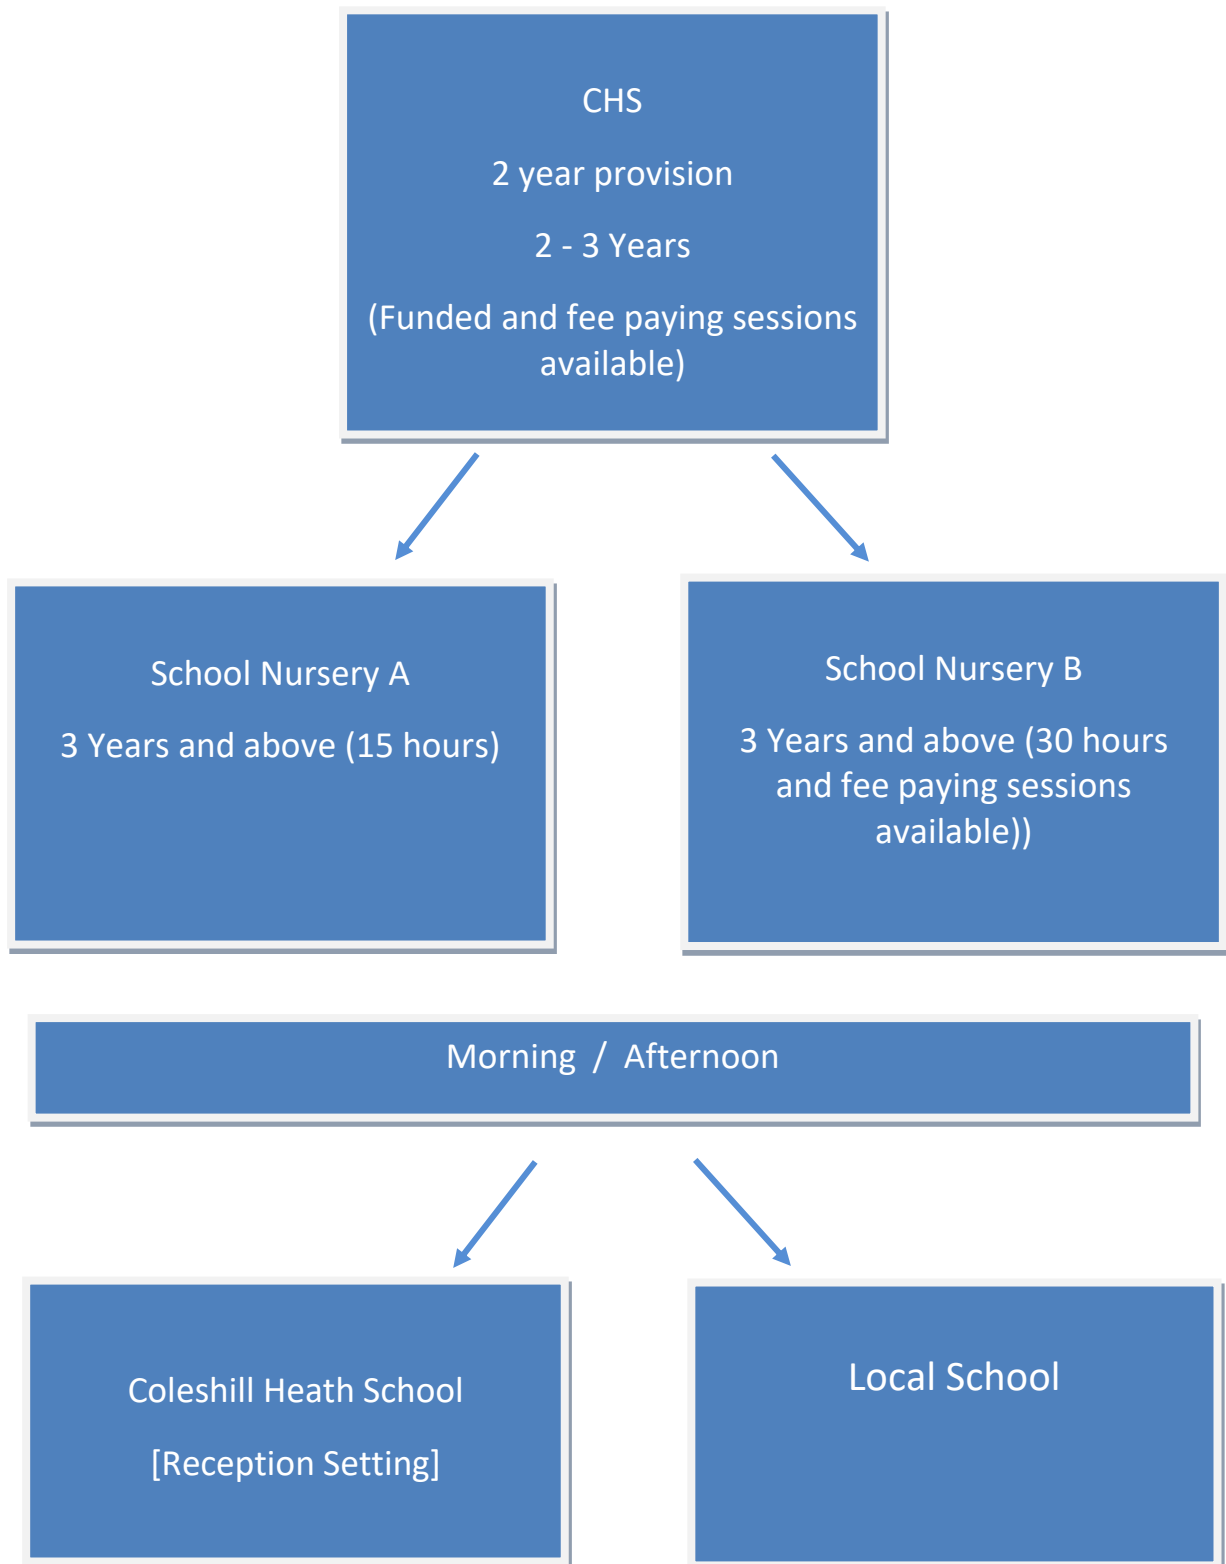 CHS
2 year provision
2 - 3 Years
(Funded and fee paying sessions
available)
School Nursery A
3 Years and above (15 hours)
School Nursery B
3 Years and above (30 hours
and fee paying sessions
available))
Morning / Afternoon
Coleshill Heath School
[Reception Setting]
Local School